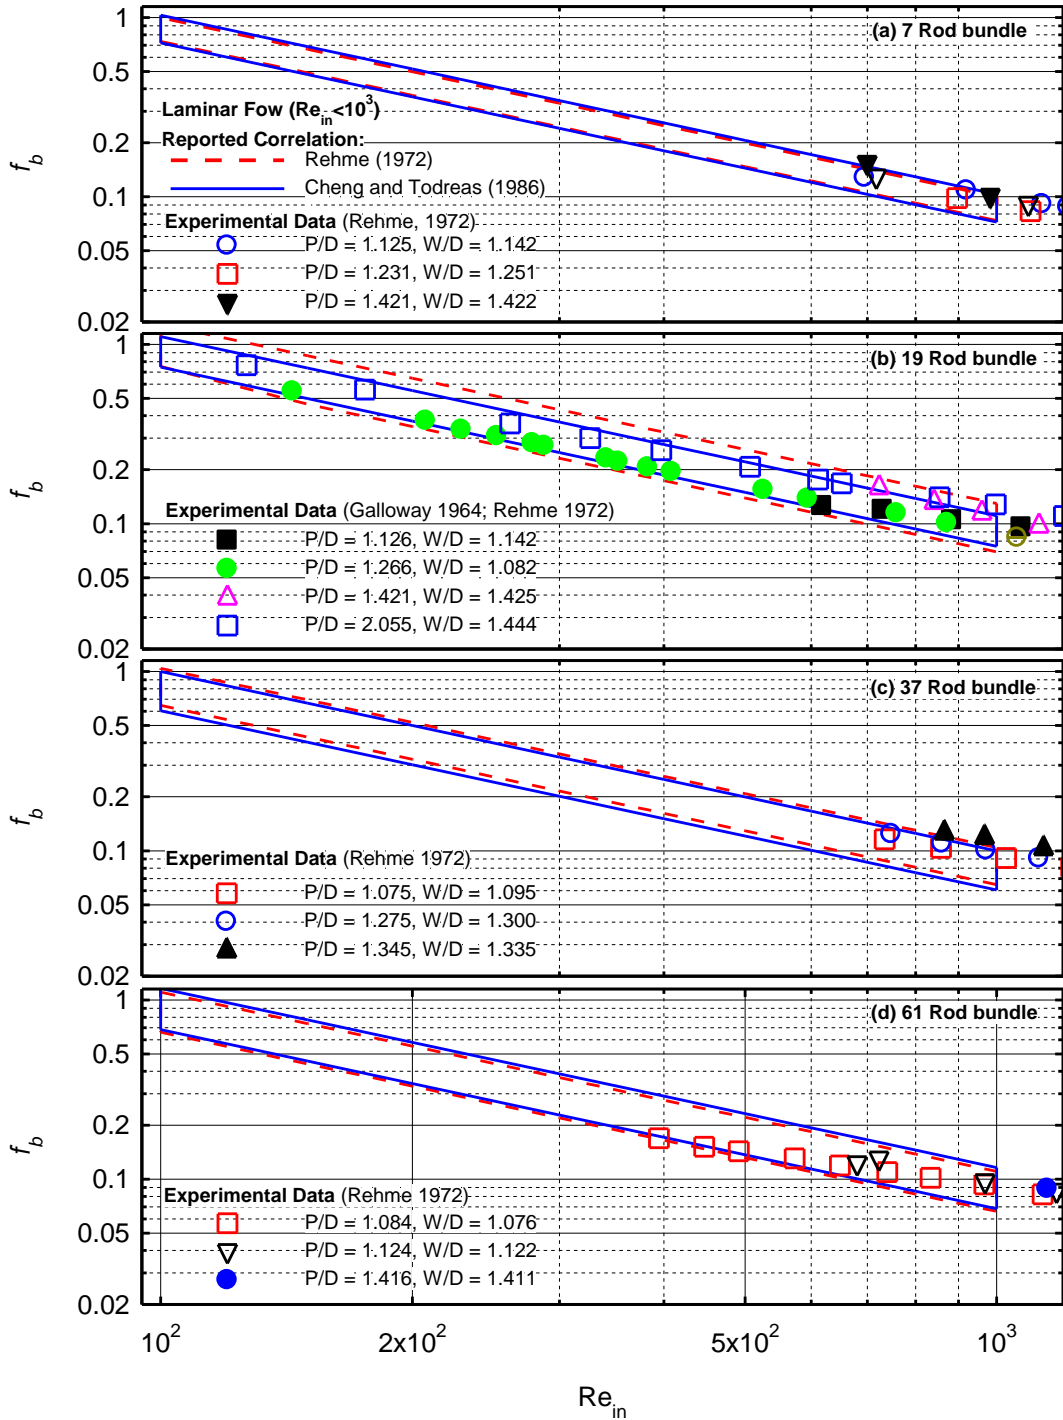 1
(a) 7 Rod bundle
0.5
Laminar Fow (Re_in<10^3)
0.2
Reported Correlation:
Rehme (1972)
f_b
Cheng and Todreas (1986)
0.1
Experimental Data (Rehme, 1972)
P/D = 1.125, W/D = 1.142
0.05
P/D = 1.231, W/D = 1.251
P/D = 1.421, W/D = 1.422
0.02
1
(b) 19 Rod bundle
0.5
0.2
f_b
Experimental Data (Galloway 1964; Rehme 1972)
0.1
P/D = 1.126, W/D = 1.142
P/D = 1.266, W/D = 1.082
0.05
P/D = 1.421, W/D = 1.425
P/D = 2.055, W/D = 1.444
0.02
1
(c) 37 Rod bundle
0.5
0.2
f_b
0.1
Experimental Data (Rehme 1972)
P/D = 1.075, W/D = 1.095
0.05
P/D = 1.275, W/D = 1.300
P/D = 1.345, W/D = 1.335
0.02
1
(d) 61 Rod bundle
0.5
0.2
f_b
0.1
Experimental Data (Rehme 1972)
P/D = 1.084, W/D = 1.076
0.05
P/D = 1.124, W/D = 1.122
P/D = 1.416, W/D = 1.411
0.02
10^2 2x10^2 5x10^2 10^3
Re_in